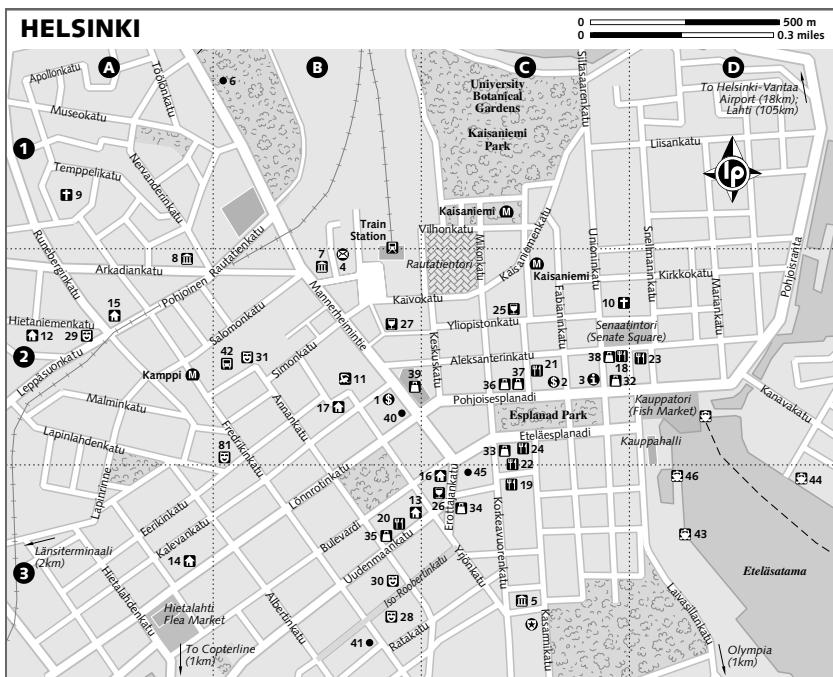 HELSINKI
0 500 m
0 0.3 miles
A
B
C
D
1
2
3
Apollonkatu
Töölönkatu
6
Museokatu
Nervanderinkatu
Temppelikatu
9
Runeberginkatu
8
Arkadiankatu
Pohjoinen Rautatienkatu
University
Botanical
Gardens
Kaisaniemi
Park
Siltasaarenkatu
To Helsinki-Vantaa
Airport (18km);
Lahti (105km)
Liisankatu
lp
Kaisaniemi M
Train
Station
Vilhonkatu
7
4
Rautatientori
Mikonkatu
Kaisaniemenkatu
M
Kaisaniemi
Unioninkatu
Snellmaninkatu
Kirkkokatu
Mariankatu
Pohjoisranta
15
Hietaniemenkatu
12
29
Leppäsuonkatu
Salomonkatu
42
31
Simonkatu
Mannerheimintie
Kaivokatu
27
Keskuskatu
25
Yliopistonkatu
Fabianinkatu
10
Senaatintori
(Senate Square)
Kamppi M
11
39
Aleksanterinkatu
37
21
36
$ 2
3
38
18
23
32
Malminkatu
17
1 $
40
Annankatu
Pohjoisesplanadi
Esplanad Park
Eteläesplanadi
Kauppatori
(Fish Market)
Kanavakatu
Kauppahalli
Lapinlahdenkatu
Fredrikinkatu
81
Lapinrinne
Lönnrotinkatu
33
24
22
16
45
19
46
44
Eerikinkatu
Kalevankatu
13
26
34
Erottajankatu
Korkeavuorenkatu
20
35
Bulevardi
Uudenmaankatu
Yrjönkatu
43
Länsiterminaali
(2km)
14
Hietalahdenkatu
Eteläsatama
30
Iso-Roobertinkatu
Hietalahti
Flea Market
Albertinkatu
28
5
Kasarmikatu
Laivasillankatu
41
Ratakatu
To Copterline
(1km)
Olympia
(1km)